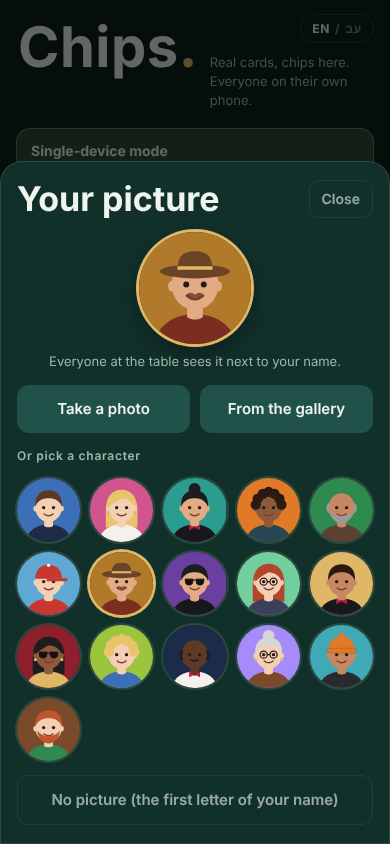 Chips.
EN / עב
Real cards, chips here.
Everyone on their own
phone.
Single-device mode
Your picture
Close
Everyone at the table sees it next to your name.
Take a photo
From the gallery
Or pick a character
No picture (the first letter of your name)